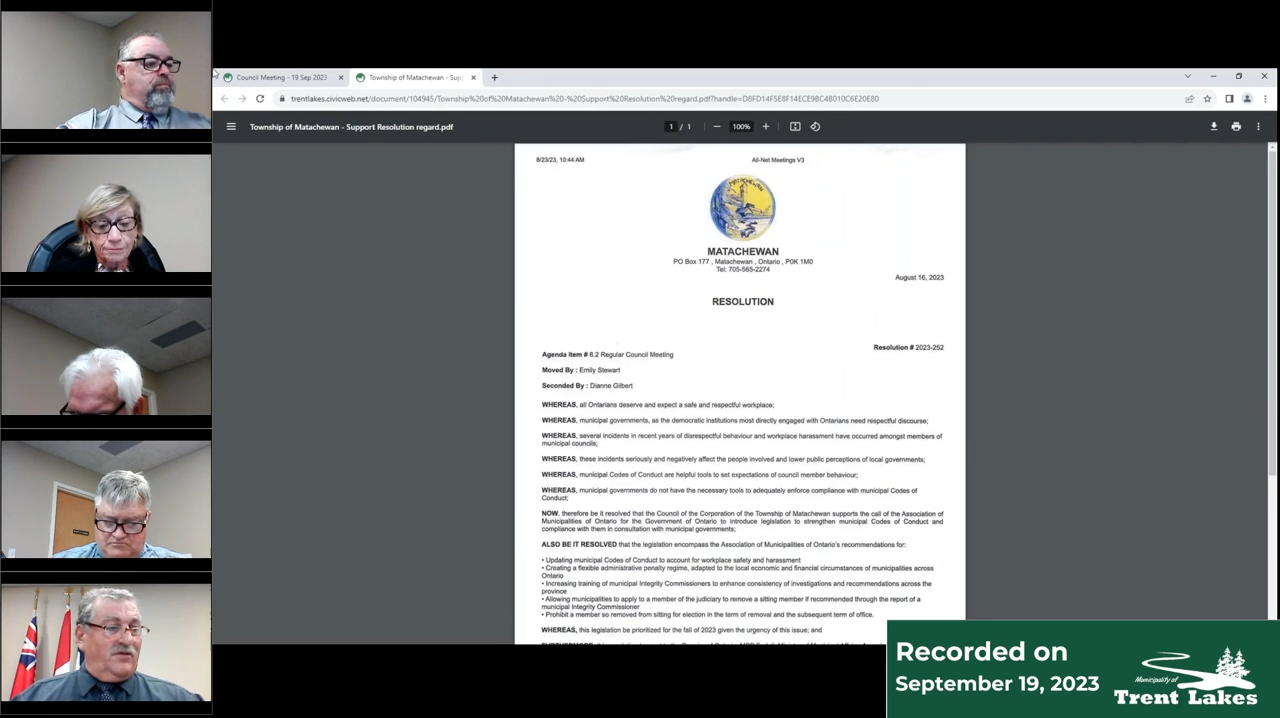 Council Meeting - 19 Sep 2023
Township of Matachewan - Sup
trentlakes.civicweb.net/document/104945/Township%20of%20Matachewan%20-%20Support%20Resolution%20regard.pdf?handle=D8FD14F5E8F14ECE9BC4B010C6E20E80
Township of Matachewan - Support Resolution regard.pdf
1 / 1
100%
8/23/23, 10:44 AM
All-Net Meetings V3
MATACHEWAN
MATACHEWAN
PO Box 177 , Matachewan , Ontario , P0K 1M0
Tel: 705-565-2274
August 16, 2023
RESOLUTION
Resolution # 2023-252
Agenda Item # 8.2 Regular Council Meeting
Moved By : Emily Stewart
Seconded By : Dianne Gilbert
WHEREAS, all Ontarians deserve and expect a safe and respectful workplace;
WHEREAS, municipal governments, as the democratic institutions most directly engaged with Ontarians need respectful discourse;
WHEREAS, several incidents in recent years of disrespectful behaviour and workplace harassment have occurred amongst members of
municipal councils;
WHEREAS, these incidents seriously and negatively affect the people involved and lower public perceptions of local governments;
WHEREAS, municipal Codes of Conduct are helpful tools to set expectations of council member behaviour;
WHEREAS, municipal governments do not have the necessary tools to adequately enforce compliance with municipal Codes of
Conduct;
NOW, therefore be it resolved that the Council of the Corporation of the Township of Matachewan supports the call of the Association of
Municipalities of Ontario for the Government of Ontario to introduce legislation to strengthen municipal Codes of Conduct and
compliance with them in consultation with municipal governments;
ALSO BE IT RESOLVED that the legislation encompass the Association of Municipalities of Ontario's recommendations for:
• Updating municipal Codes of Conduct to account for workplace safety and harassment
• Creating a flexible administrative penalty regime, adapted to the local economic and financial circumstances of municipalities across
Ontario
• Increasing training of municipal Integrity Commissioners to enhance consistency of investigations and recommendations across the
province
• Allowing municipalities to apply to a member of the judiciary to remove a sitting member if recommended through the report of a
municipal Integrity Commissioner
• Prohibit a member so removed from sitting for election in the term of removal and the subsequent term of office.
WHEREAS, this legislation be prioritized for the fall of 2023 given the urgency of this issue; and
Recorded on
September 19, 2023
Municipality of
Trent Lakes